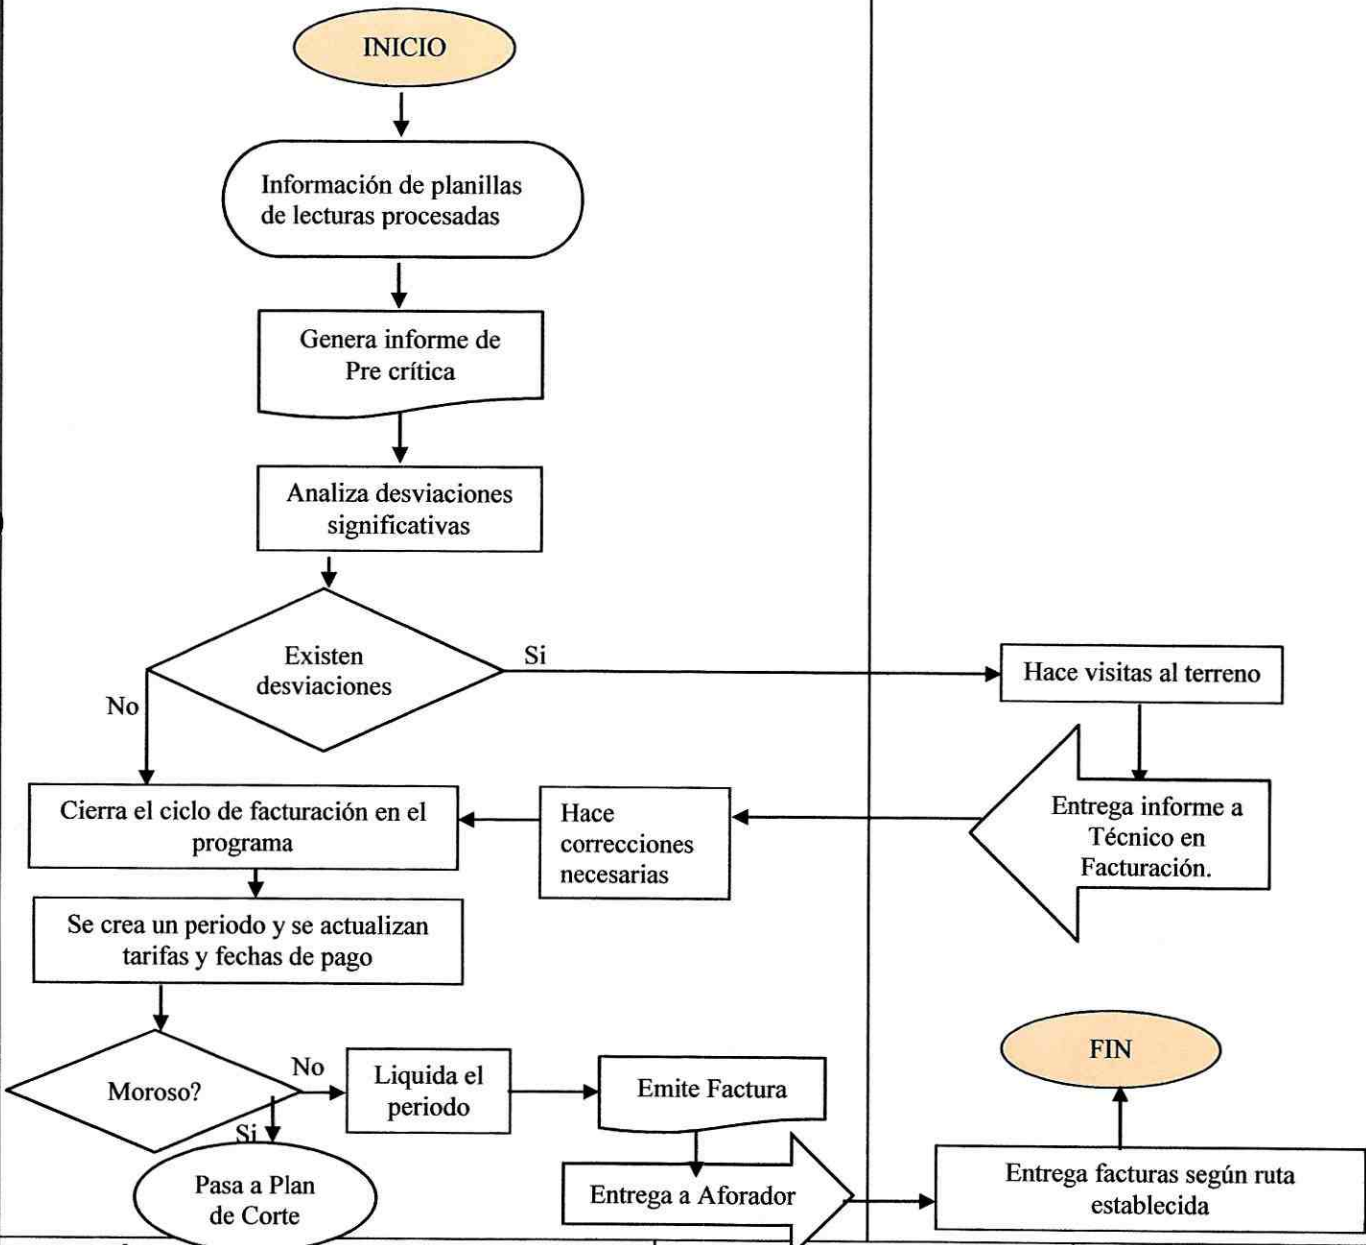 INICIO
Información de planillas
de lecturas procesadas
Genera informe de
Pre crítica
Analiza desviaciones
significativas
Existen
desviaciones
Si
No
Hace visitas al terreno
Entrega informe a
Técnico en
Facturación.
Hace
correcciones
necesarias
Cierra el ciclo de facturación en el
programa
Se crea un periodo y se actualizan
tarifas y fechas de pago
Moroso?
No
Si
Liquida el
periodo
Emite Factura
Pasa a Plan
de Corte
Entrega a Aforador
Entrega facturas según ruta
establecida
FIN